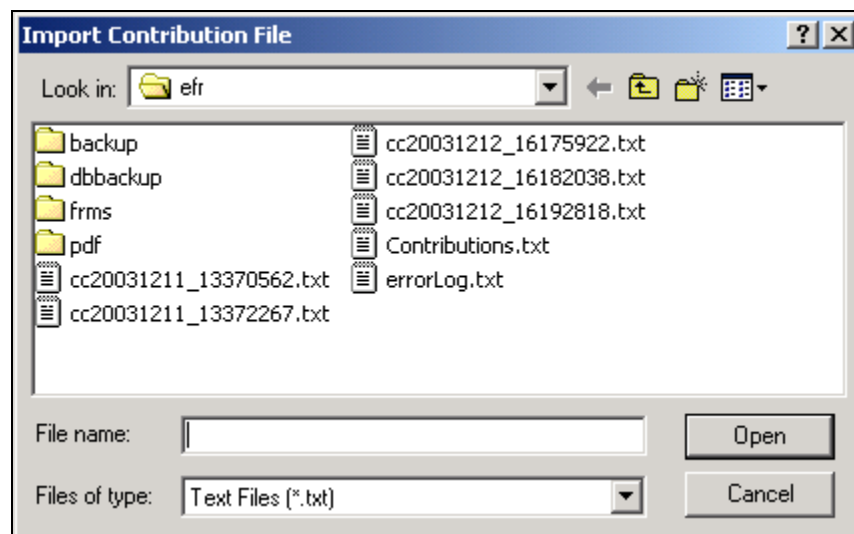 Import Contribution File
Look in: efr
backup
dbbackup
frms
pdf
cc20031211_13370562.txt
cc20031211_13372267.txt
cc20031212_16175922.txt
cc20031212_16182038.txt
cc20031212_16192818.txt
Contributions.txt
errorLog.txt
File name:
Open
Files of type: Text Files (*.txt)
Cancel